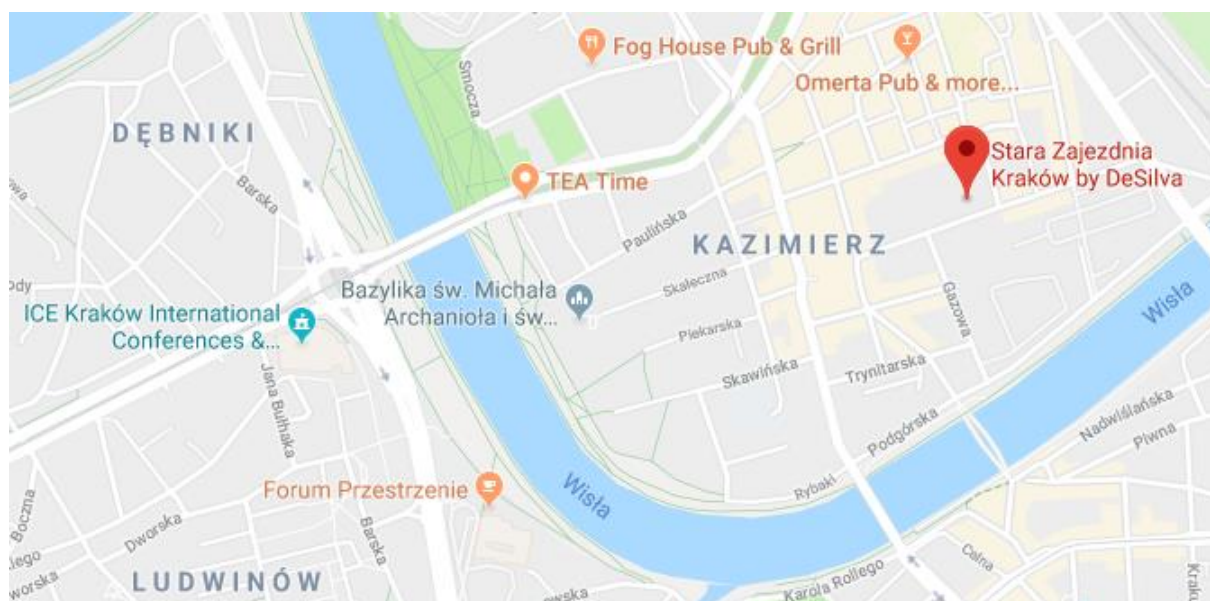 Fog House Pub & Grill
Omerta Pub & more...
Smocza
DĘBNIKI
Stara Zajezdnia
Kraków by DeSilva
Barska
TEA Time
Paulińska
KAZIMIERZ
Skałeczna
Bazylika św. Michała
Archanioła i św...
Gazowa
Wisła
ICE Kraków International
Conferences &...
Piekarska
Skawińska
Trynitarska
Jana Bułhaka
Podgórska
Nadwiślańska
Piwna
Forum Przestrzenie
Wisła
Rybaki
Boczna
Dworska
Barska
Celna
LUDWINÓW
Karola Rollego